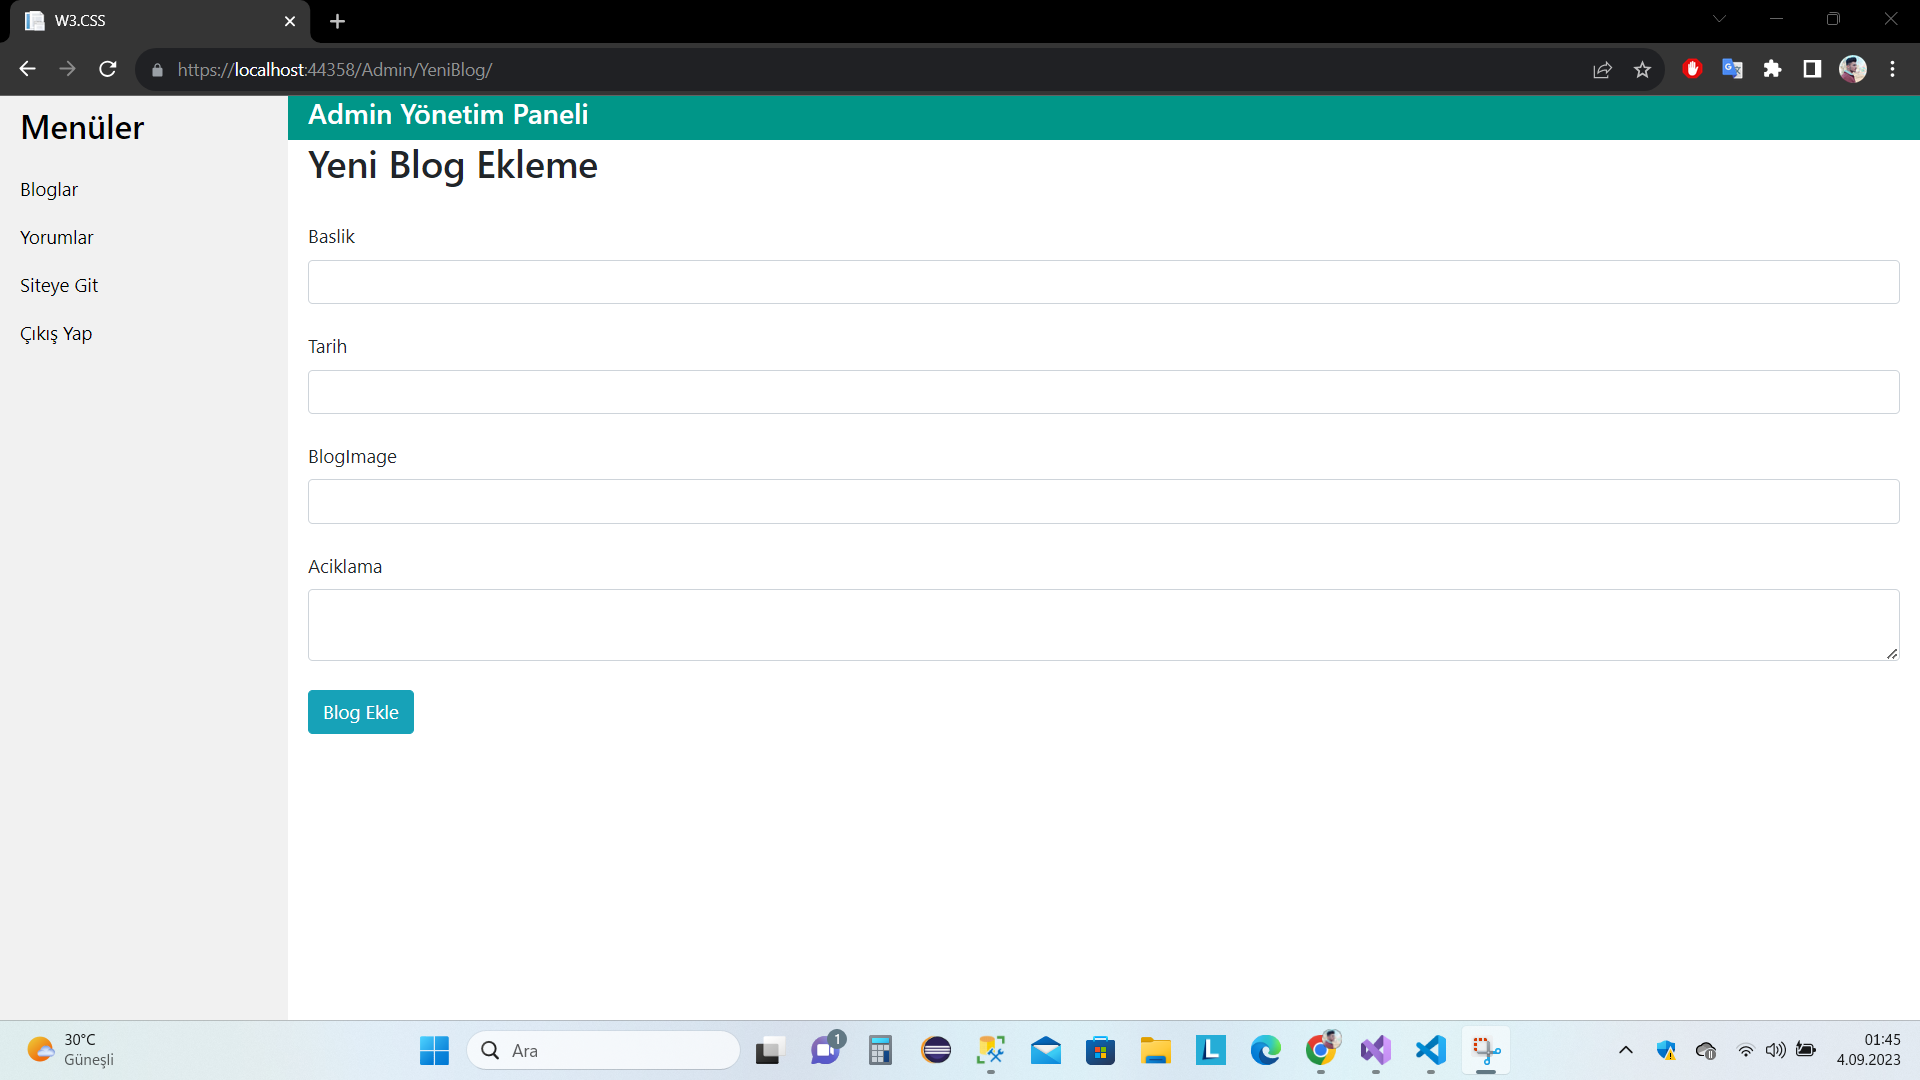 W3.CSS
https://localhost:44358/Admin/YeniBlog/
Menüler
Bloglar
Yorumlar
Siteye Git
Çıkış Yap
Admin Yönetim Paneli
Yeni Blog Ekleme
Baslik
Tarih
BlogImage
Aciklama
Blog Ekle
30°C
Güneşli
Ara
1
01:45
4.09.2023